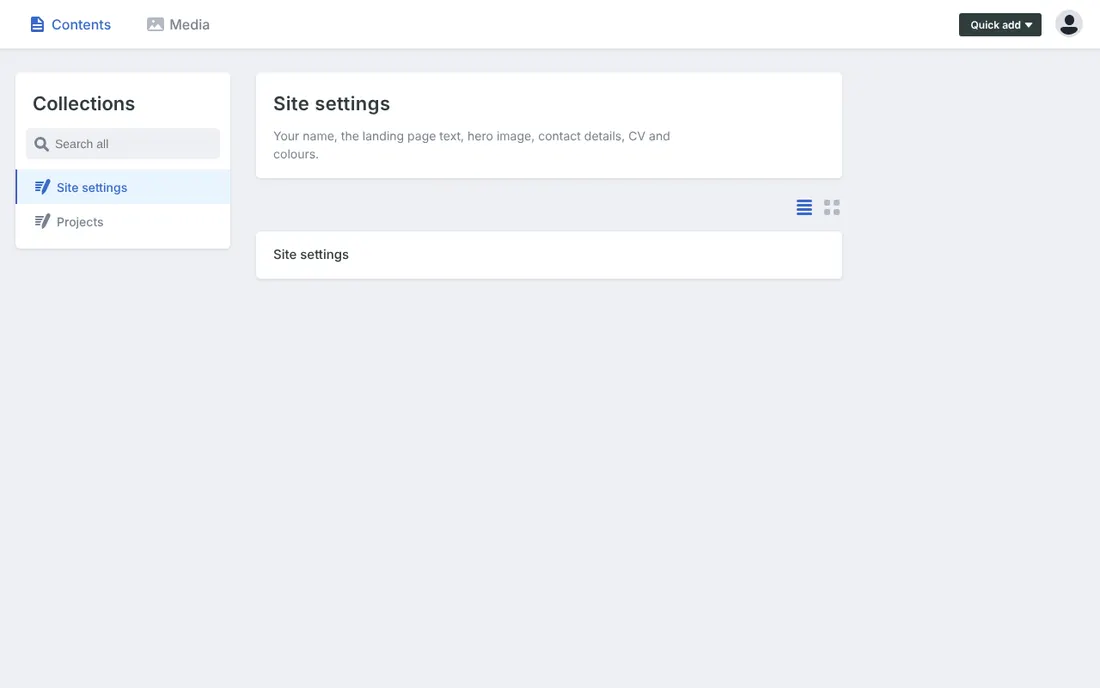 Contents
Media
Quick add
Collections
Search all
Site settings
Projects
Site settings
Your name, the landing page text, hero image, contact details, CV and
colours.
Site settings